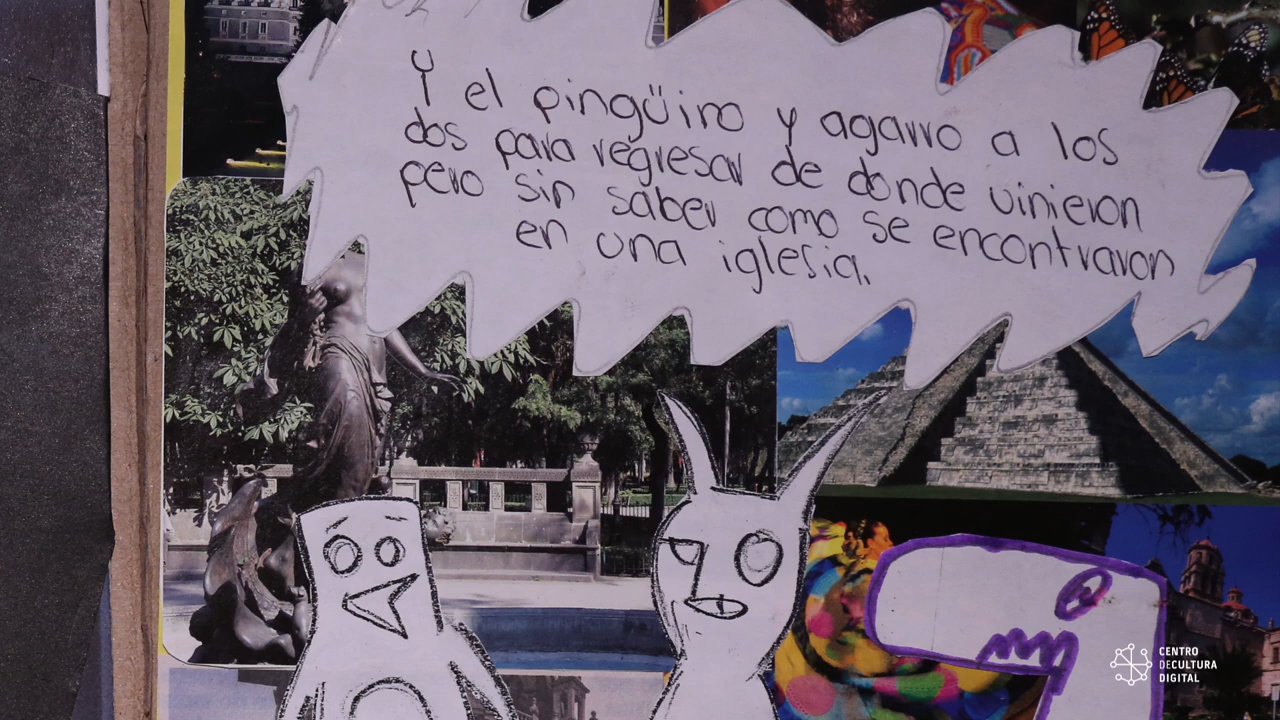 Y el pingüino y agarro a los
dos para regresar de donde vinieron
pero sin saber como se encontraron
en una iglesia.
CENTRO
DECULTURA
DIGITAL